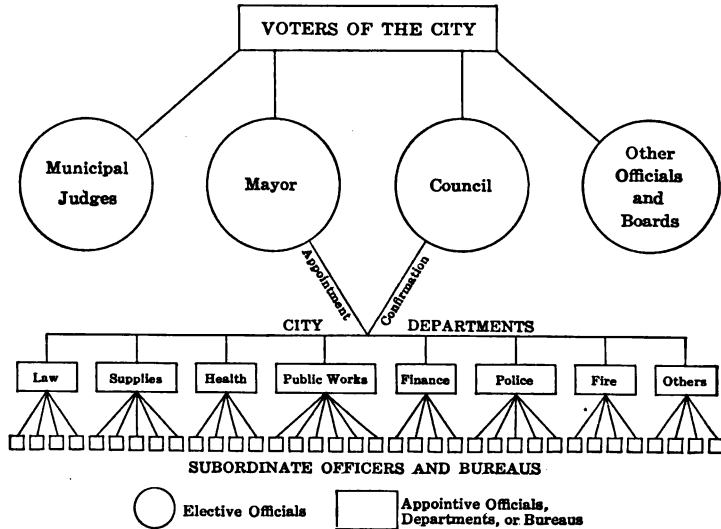 VOTERS OF THE CITY
Municipal
Judges
Mayor
Council
Other
Officials
and
Boards
Appointment
Confirmation
CITY DEPARTMENTS
Law
Supplies
Health
Public Works
Finance
Police
Fire
Others
SUBORDINATE OFFICERS AND BUREAUS
Elective Officials
Appointive Officials,
Departments, or Bureaus